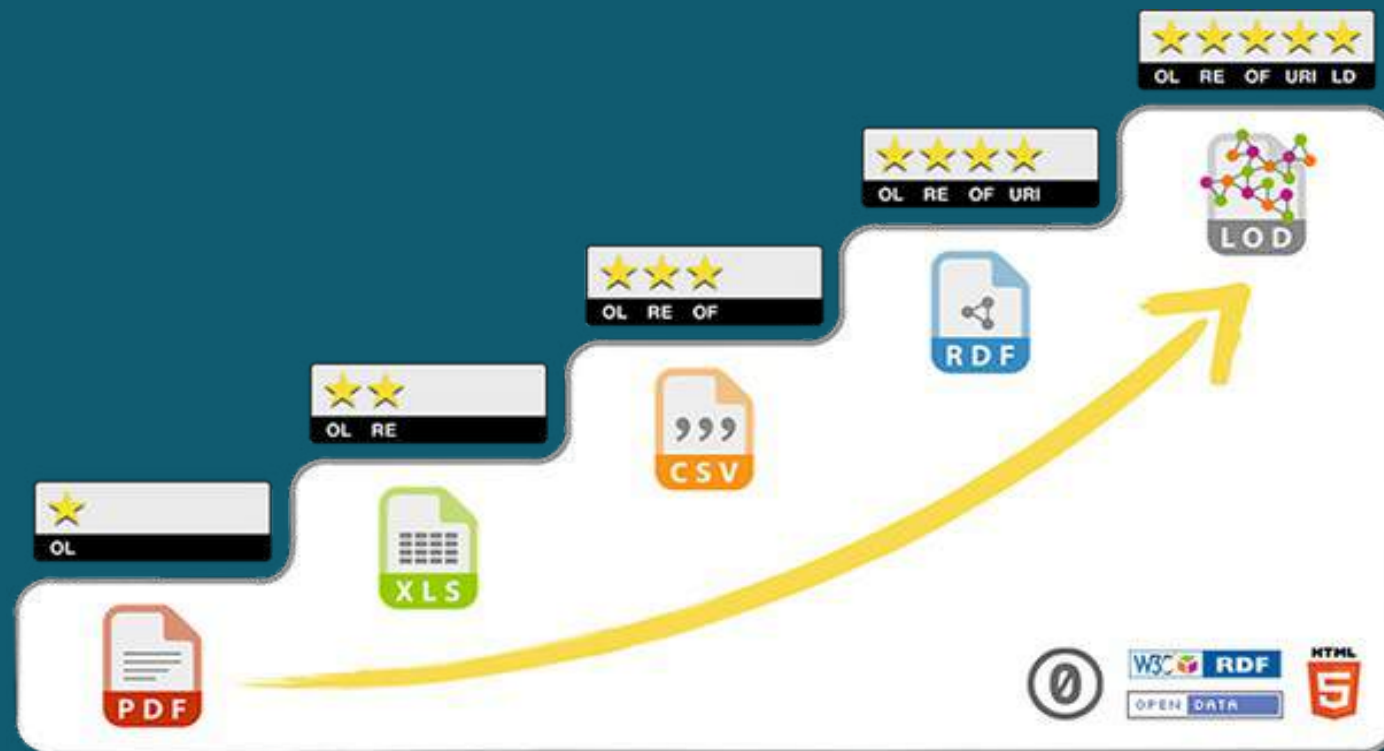 OL RE OF URI LD
OL RE OF URI
LOD
OL RE OF
RDF
OL RE
CSV
OL
XLS
PDF
0
W3C RDF
OPEN DATA
HTML
5